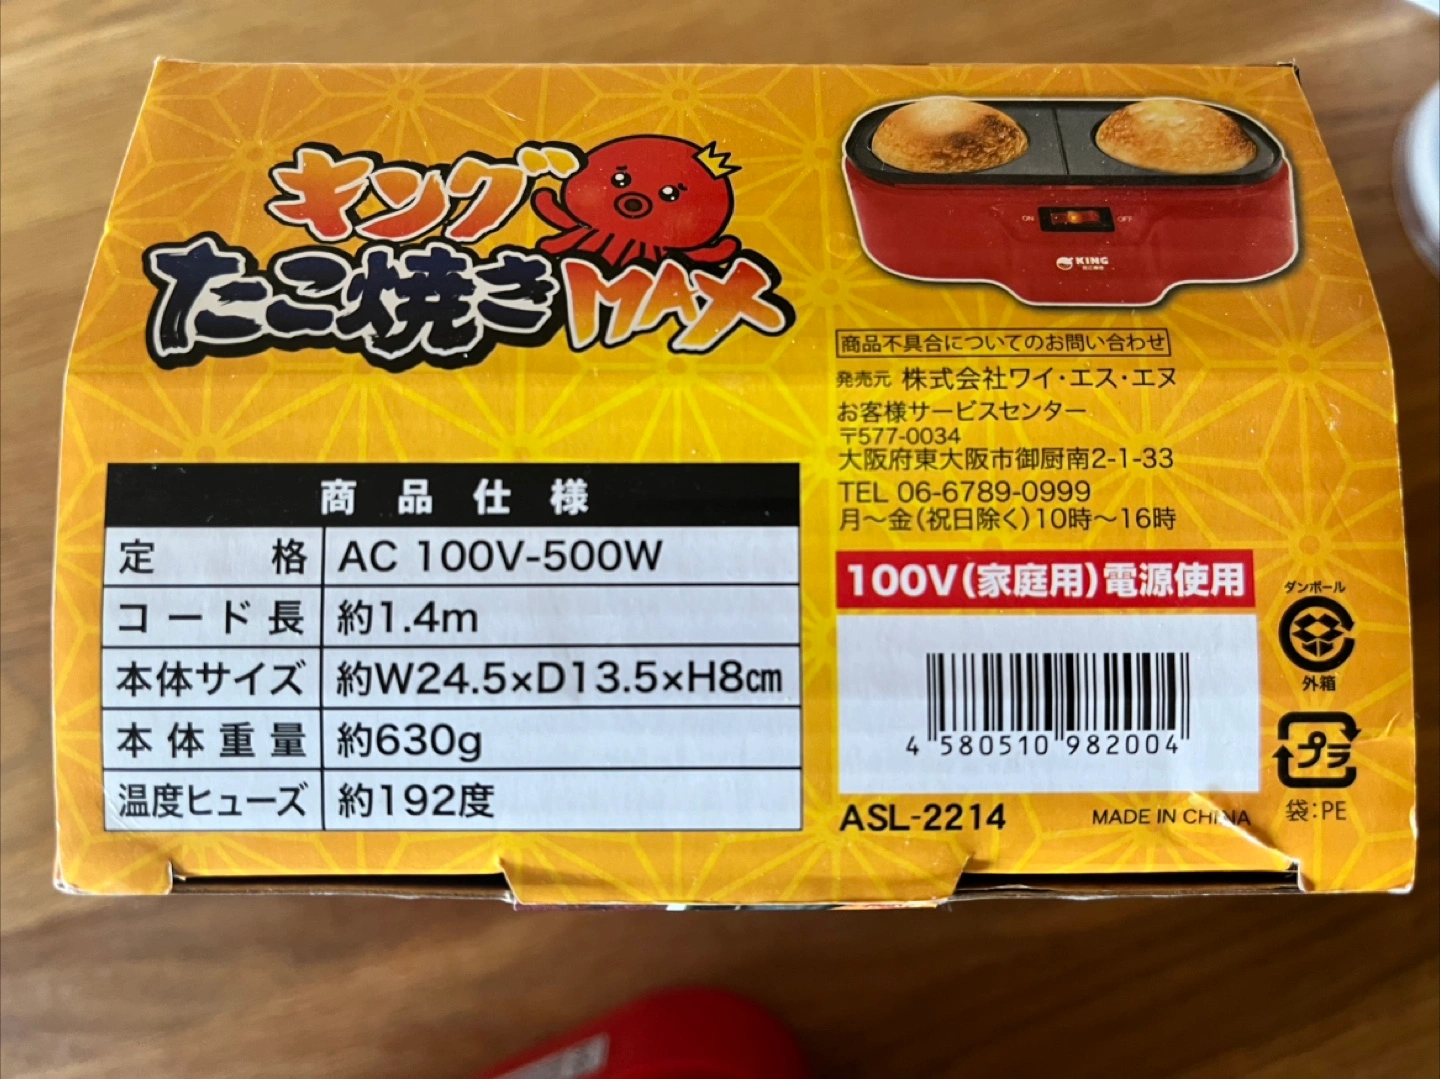 キング
たこ焼きMAX
ON
OFF
KING
商品不具合についてのお問い合わせ
発売元 株式会社ワイ・エス・エヌ
お客様サービスセンター
〒577-0034
大阪府東大阪市御厨南2-1-33
TEL 06-6789-0999
月～金(祝日除く)10時～16時
商品仕様
定格 AC 100V-500W
コード長 約1.4m
本体サイズ 約W24.5×D13.5×H8㎝
本体重量 約630g
温度ヒューズ 約192度
100V(家庭用)電源使用
4 580510 982004
ASL-2214
MADE IN CHINA
ダンボール
外箱
プラ
袋:PE